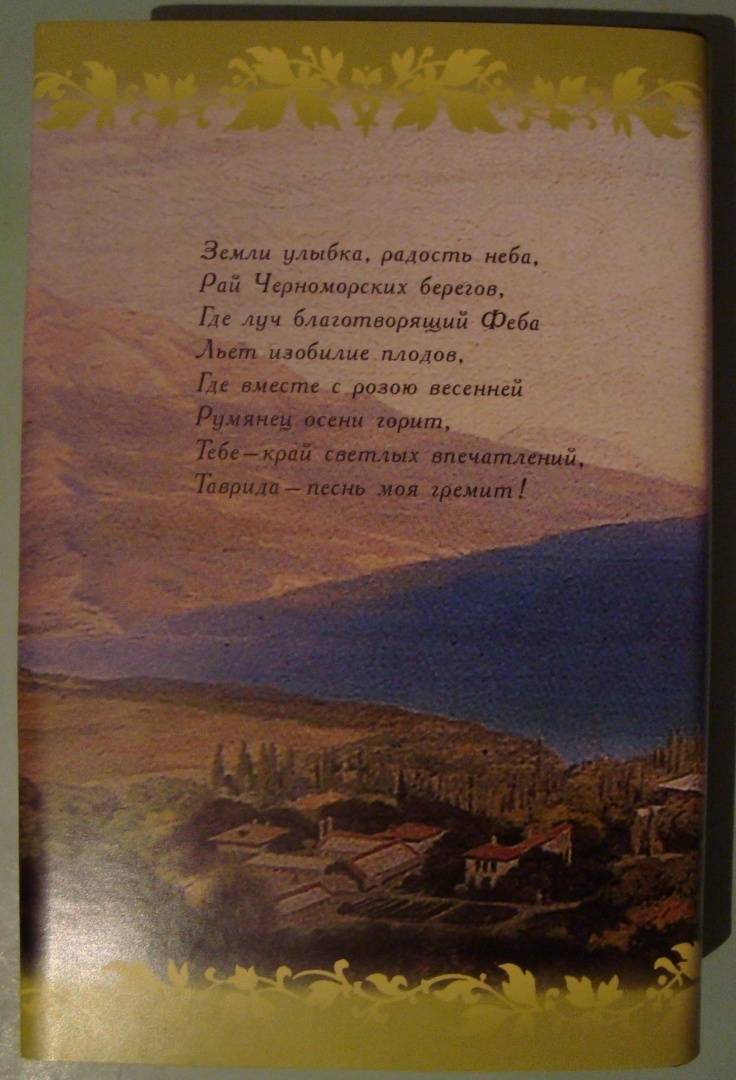 Земли улыбка, радость неба,
Рай Черноморских берегов,
Где луч благотворящий Феба
Льет изобилие плодов,
Где вместе с розою весенней
Румянец осени горит,
Тебе — край светлых впечатлений,
Таврида — песнь моя гремит!